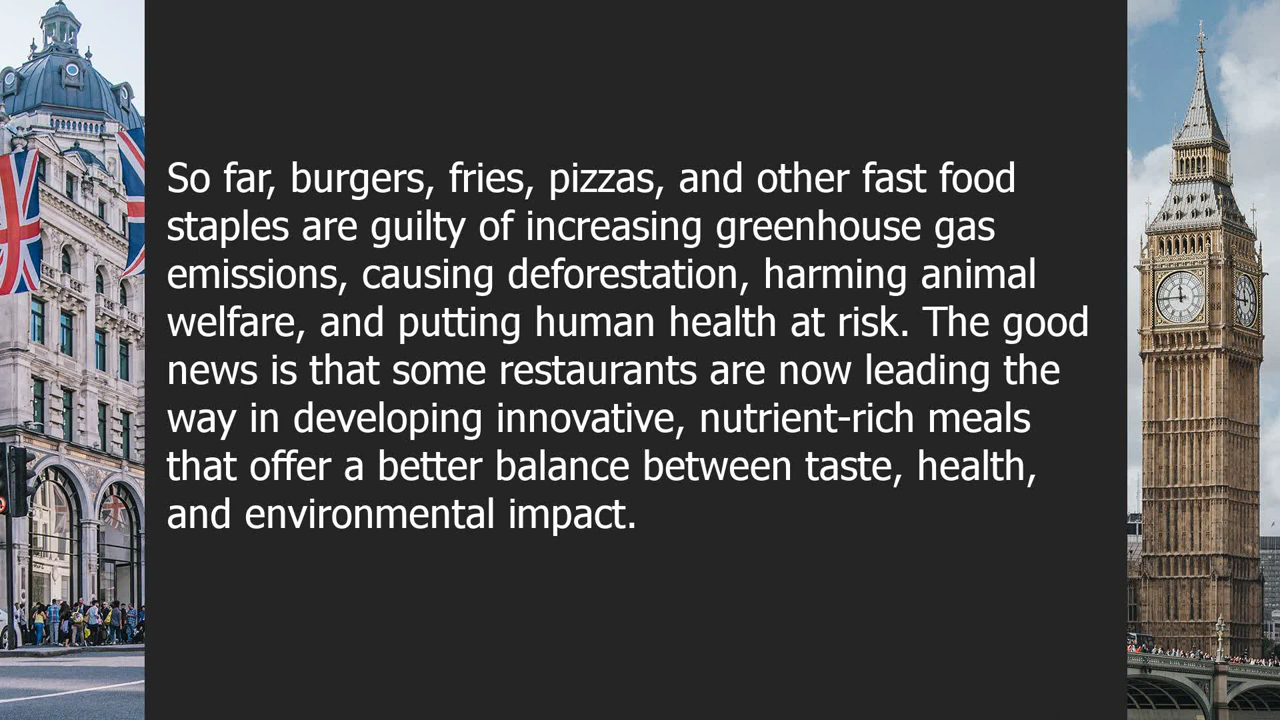 So far, burgers, fries, pizzas, and other fast food
staples are guilty of increasing greenhouse gas
emissions, causing deforestation, harming animal
welfare, and putting human health at risk. The good
news is that some restaurants are now leading the
way in developing innovative, nutrient-rich meals
that offer a better balance between taste, health,
and environmental impact.